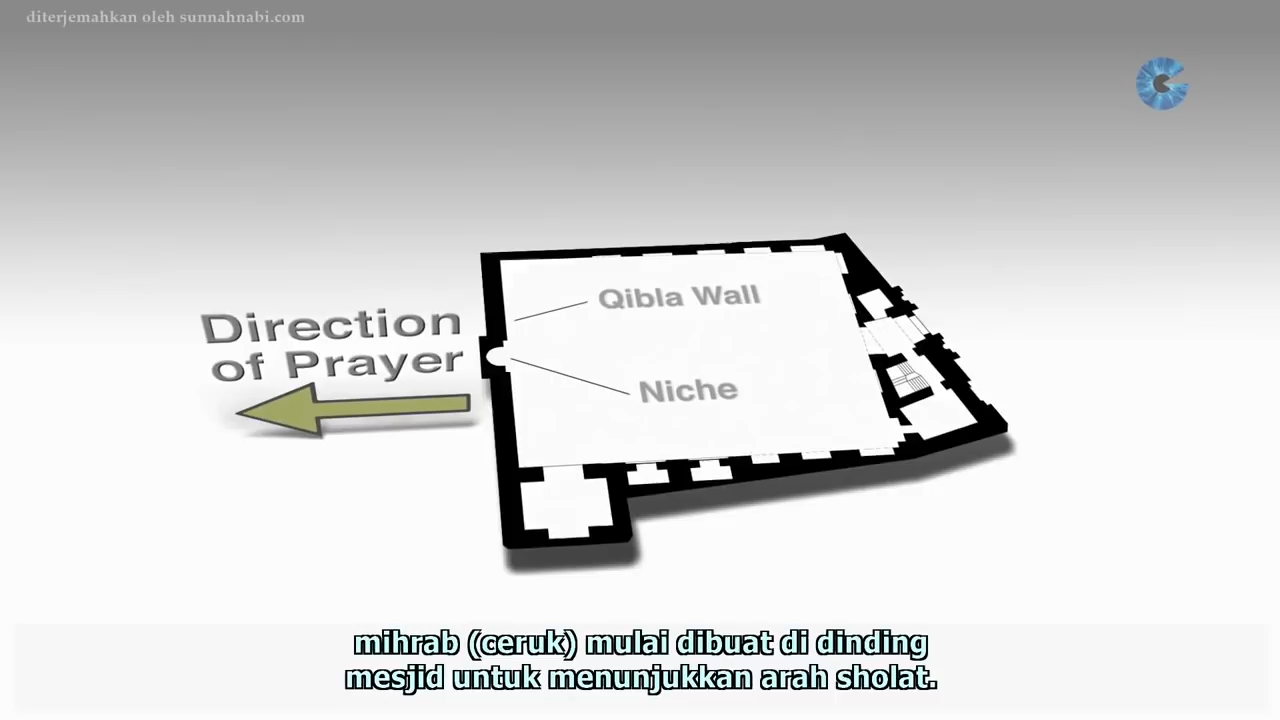 diterjemahkan oleh sunnahnabi.com
Qibla Wall
Direction
of Prayer
Niche
mihrab (ceruk) mulai dibuat di dinding
mesjid untuk menunjukkan arah sholat.